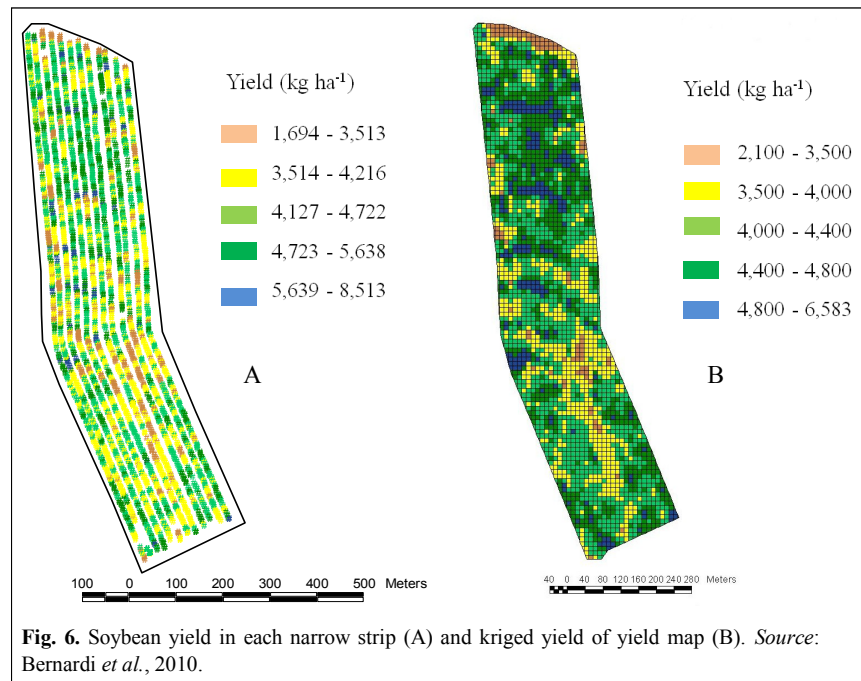 Yield (kg ha-1)
1,694 - 3,513
3,514 - 4,216
4,127 - 4,722
4,723 - 5,638
5,639 - 8,513
A
100 0 100 200 300 400 500 Meters
Yield (kg ha-1)
2,100 - 3,500
3,500 - 4,000
4,000 - 4,400
4,400 - 4,800
4,800 - 6,583
B
40 0 40 80 120 160 200 240 280 Meters
Fig. 6. Soybean yield in each narrow strip (A) and kriged yield of yield map (B). Source:
Bernardi et al., 2010.